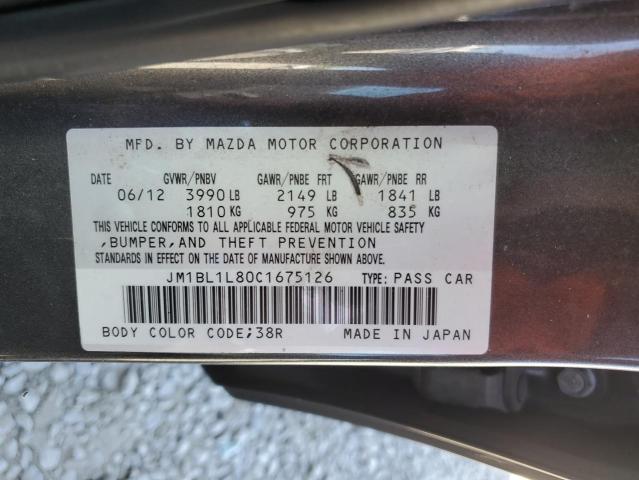 MFD. BY MAZDA MOTOR CORPORATION
DATE GVWR/PNBV GAWR/PNBE FRT GAWR/PNBE RR
06/12 3990 LB 2149 LB 1841 LB
1810 KG 975 KG 835 KG
THIS VEHICLE CONFORMS TO ALL APPLICABLE FEDERAL MOTOR VEHICLE SAFETY
,BUMPER,AND THEFT PREVENTION
STANDARDS IN EFFECT ON THE DATE OF MANUFACTURE SHOWN ABOVE.
JM1BL1L80C1675126 TYPE: PASS CAR
BODY COLOR CODE;38R MADE IN JAPAN